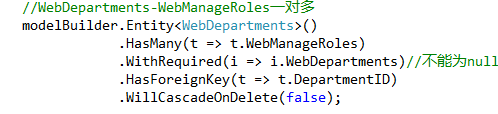 //WebDepartments-WebManageRoles一对多
modelBuilder.Entity<WebDepartments>()
.HasMany(t => t.WebManageRoles)
.WithRequired(i => i.WebDepartments)//不能为null
.HasForeignKey(t => t.DepartmentID)
.WillCascadeOnDelete(false);